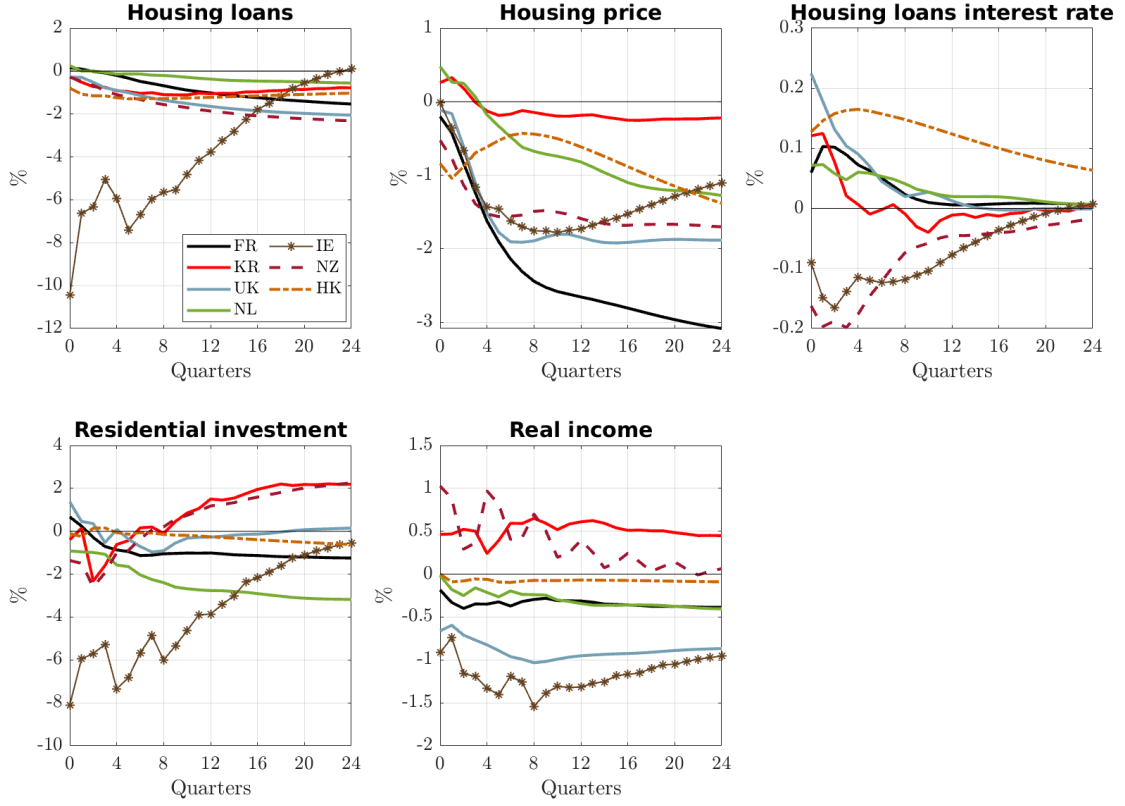 Housing loans
Housing price
Housing loans interest rate
2
0
-2
-4
-6
-8
-10
-12
%
0 4 8 12 16 20 24
Quarters
FR IE
KR NZ
UK HK
NL
1
0
-1
-2
-3
%
0 4 8 12 16 20 24
Quarters
0.3
0.2
0.1
0
-0.1
-0.2
%
0 4 8 12 16 20 24
Quarters
Residential investment
Real income
4
2
0
-2
-4
-6
-8
-10
%
0 4 8 12 16 20 24
Quarters
1.5
1
0.5
0
-0.5
-1
-1.5
-2
%
0 4 8 12 16 20 24
Quarters